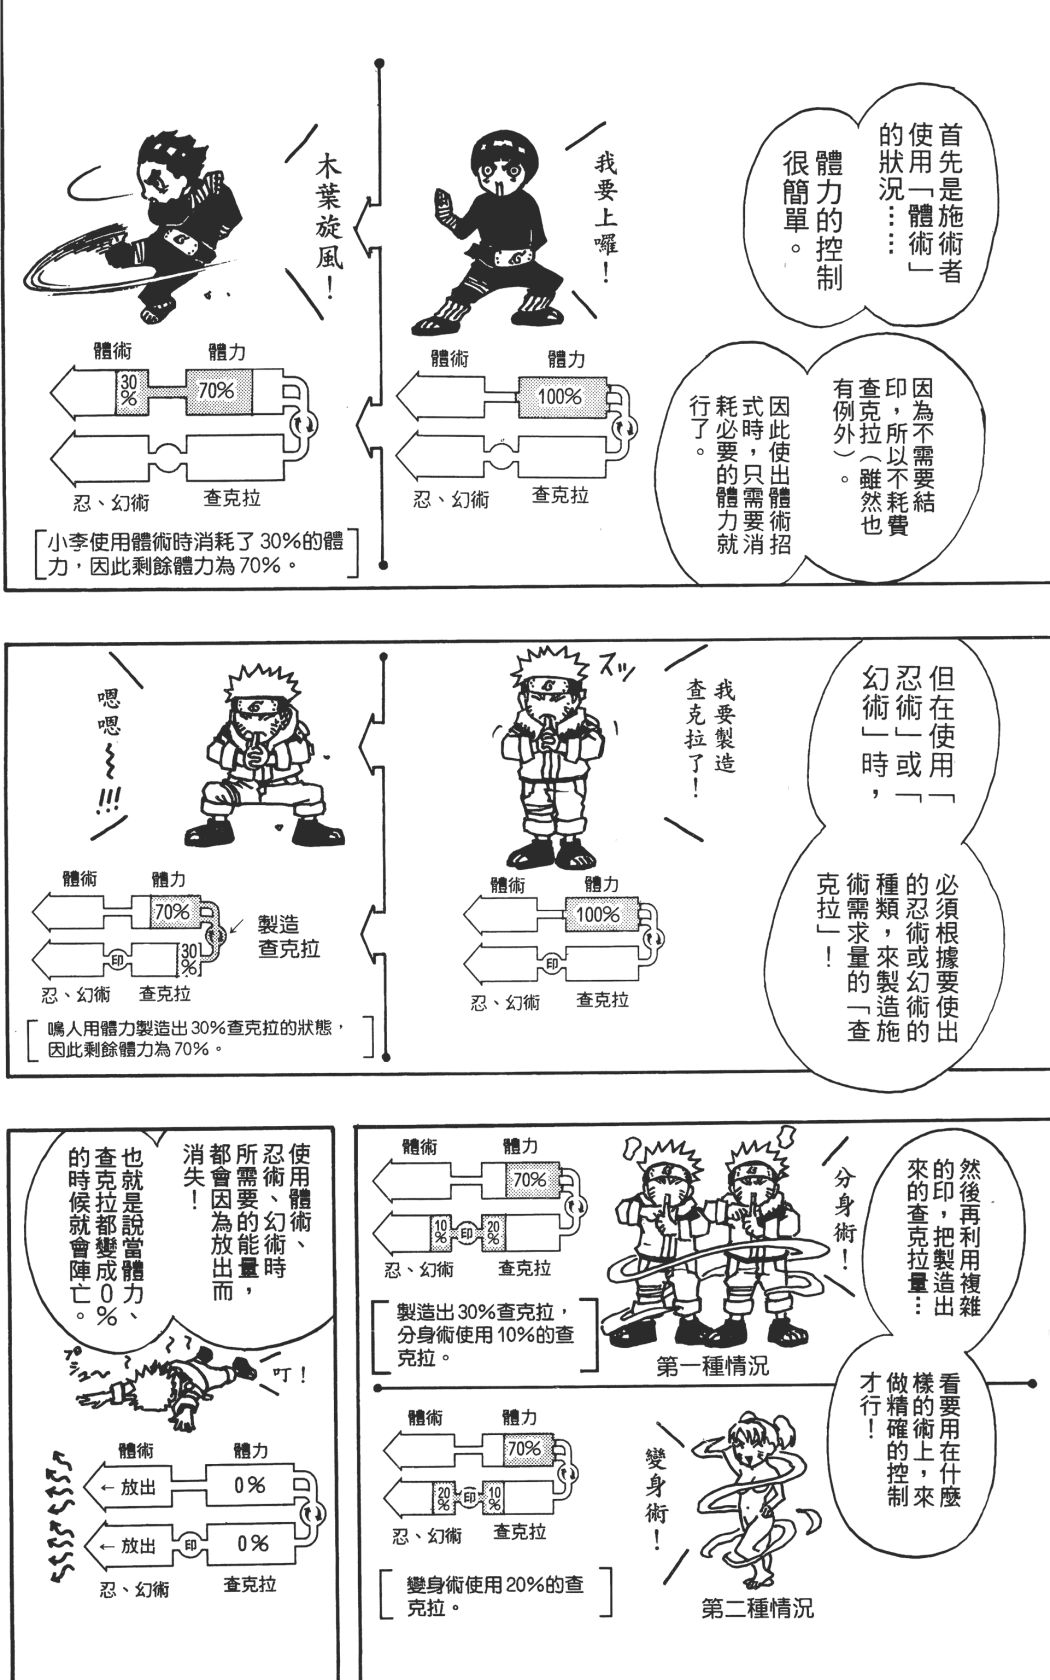 首先是施術者
使用「體術」
的狀況……
體力的控制
很簡單。
因為不需要結
印，所以不耗費
查克拉（雖然也
有例外）。
因此使出體術招
式時，只需要消
耗必要的體力就
行了。
我要上囉！
體術
體力
100%
忍、幻術
查克拉
木葉旋風！
體術
體力
30%
70%
忍、幻術
查克拉
小李使用體術時消耗了30%的體
力，因此剩餘體力為70%。
但在使用「
忍術」或「
幻術」時，
必須根據要使出
的忍術或幻術的
種類，來製造施
術需求量的「查
克拉」！
我要製造
查克拉了！
スッ
體術
體力
100%
印
忍、幻術
查克拉
嗯嗯～～!!!
體術
體力
70%
印
30%
製造
查克拉
忍、幻術
查克拉
鳴人用體力製造出30%查克拉的狀態，
因此剩餘體力為70%。
然後再利用複雜
的印，把製造出
來的查克拉量…
看要用在什麼
樣的術上，來
做精確的控制
才行！
分身術！
第一種情況
體術
體力
70%
10%
印
20%
忍、幻術
查克拉
製造出30%查克拉，
分身術使用10%的查
克拉。
變身術！
第二種情況
體術
體力
70%
20%
印
10%
忍、幻術
查克拉
變身術使用20%的查
克拉。
使用體術、
忍術、幻術時
所需要的能量，
都會因為放出而
消失！
也就是說當體力、
查克拉都變成0%
的時候就會陣亡。
プシュ〜
叮！
體術
體力
←放出
0%
←放出
印
0%
忍、幻術
查克拉